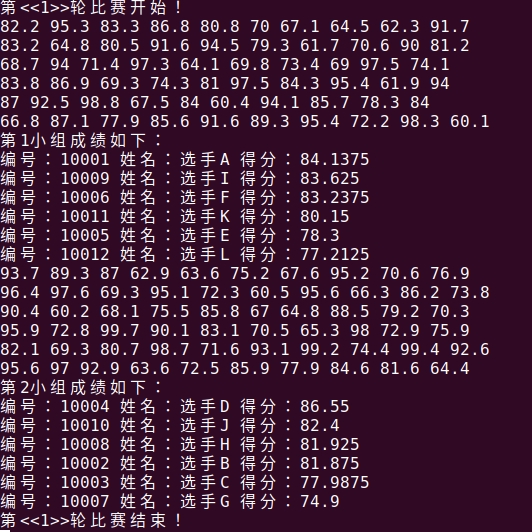 第<<1>>轮比赛开始！
82.2 95.3 83.3 86.8 80.8 70 67.1 64.5 62.3 91.7
83.2 64.8 80.5 91.6 94.5 79.3 61.7 70.6 90 81.2
68.7 94 71.4 97.3 64.1 69.8 73.4 69 97.5 74.1
83.8 86.9 69.3 74.3 81 97.5 84.3 95.4 61.9 94
87 92.5 98.8 67.5 84 60.4 94.1 85.7 78.3 84
66.8 87.1 77.9 85.6 91.6 89.3 95.4 72.2 98.3 60.1
第1小组成绩如下：
编号：10001 姓名：选手A 得分：84.1375
编号：10009 姓名：选手I 得分：83.625
编号：10006 姓名：选手F 得分：83.2375
编号：10011 姓名：选手K 得分：80.15
编号：10005 姓名：选手E 得分：78.3
编号：10012 姓名：选手L 得分：77.2125
93.7 89.3 87 62.9 63.6 75.2 67.6 95.2 70.6 76.9
96.4 97.6 69.3 95.1 72.3 60.5 95.6 66.3 86.2 73.8
90.4 60.2 68.1 75.5 85.8 67 64.8 88.5 79.2 70.3
95.9 72.8 99.7 90.1 83.1 70.5 65.3 98 72.9 75.9
82.1 69.3 80.7 98.7 71.6 93.1 99.2 74.4 99.4 92.6
95.6 97 92.9 63.6 72.5 85.9 77.9 84.6 81.6 64.4
第2小组成绩如下：
编号：10004 姓名：选手D 得分：86.55
编号：10010 姓名：选手J 得分：82.4
编号：10008 姓名：选手H 得分：81.925
编号：10002 姓名：选手B 得分：81.875
编号：10003 姓名：选手C 得分：77.9875
编号：10007 姓名：选手G 得分：74.9
第<<1>>轮比赛结束！